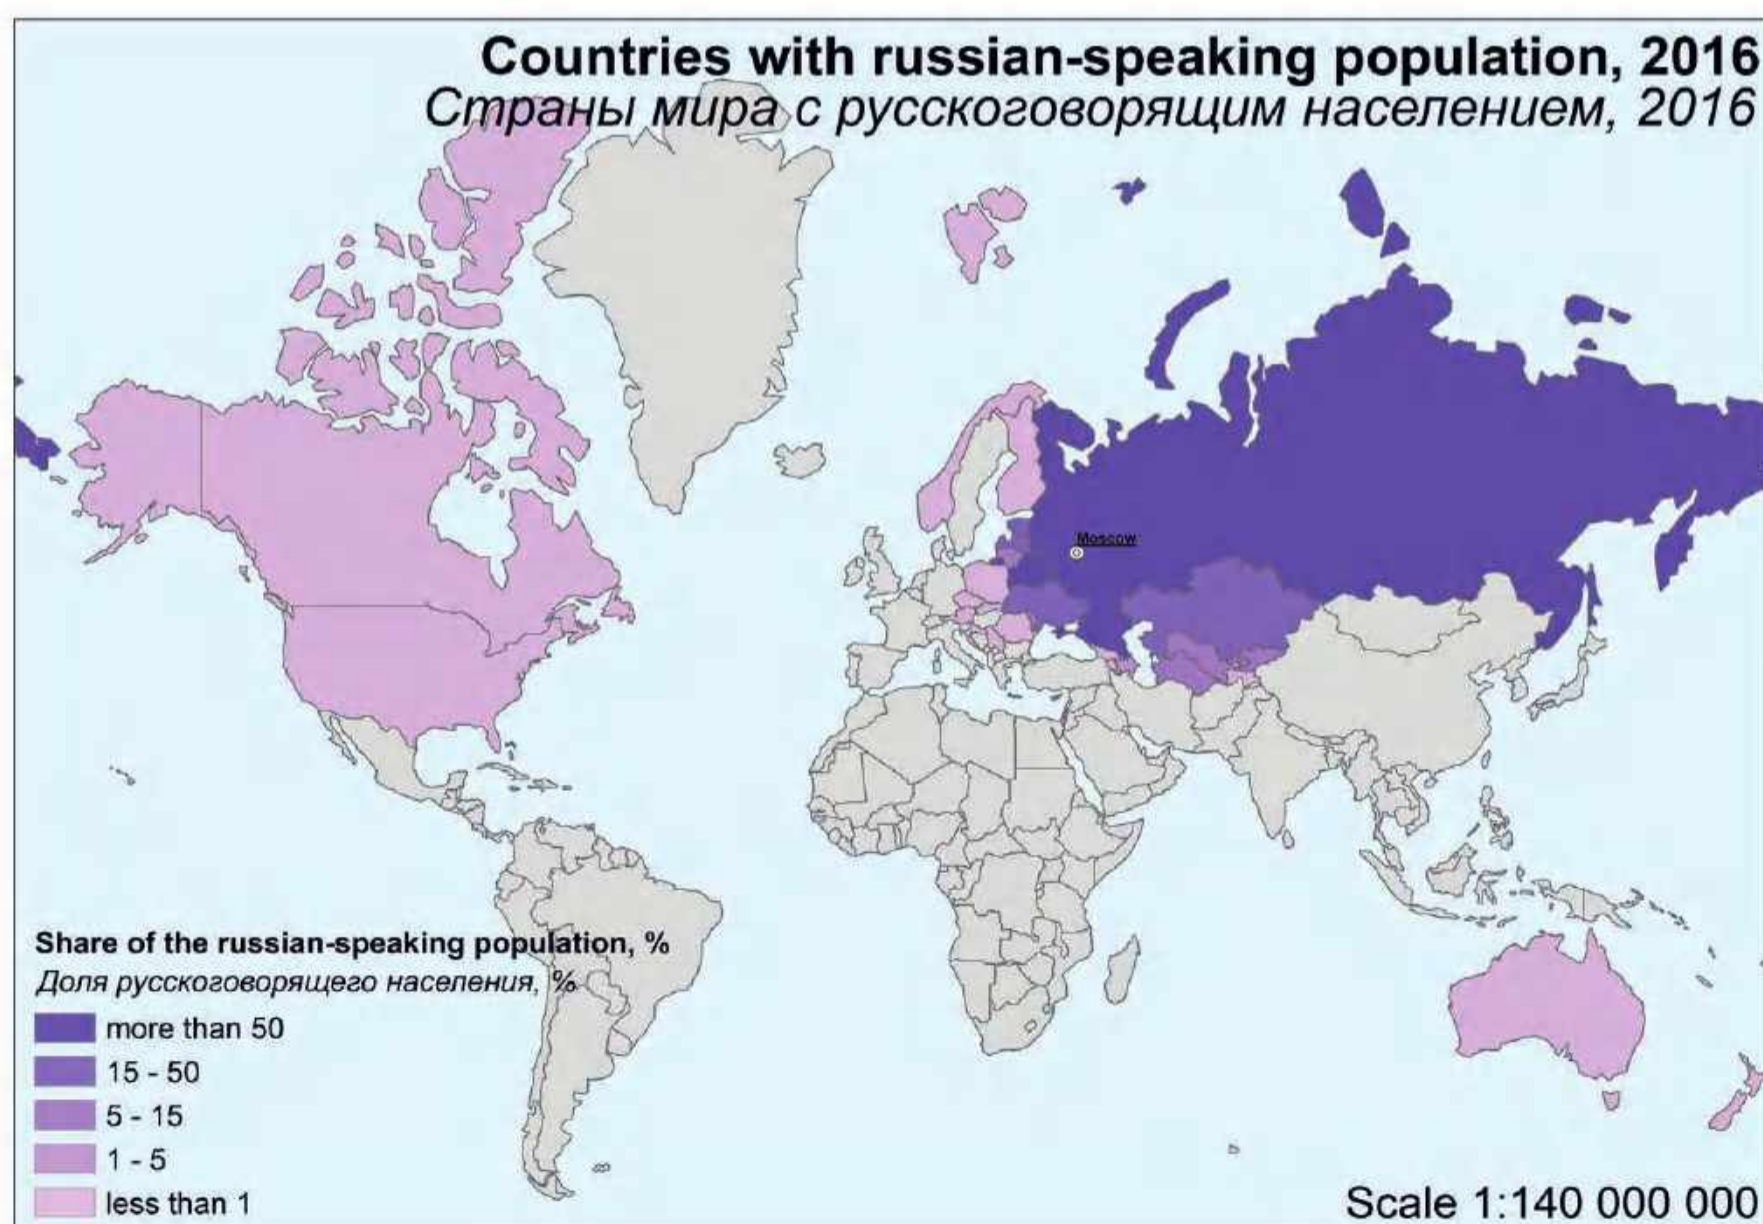 Countries with russian-speaking population, 2016
Страны мира с русскоговорящим населением, 2016
Moscow
Share of the russian-speaking population, %
Доля русскоговорящего населения, %
more than 50
15 - 50
5 - 15
1 - 5
less than 1
Scale 1:140 000 000